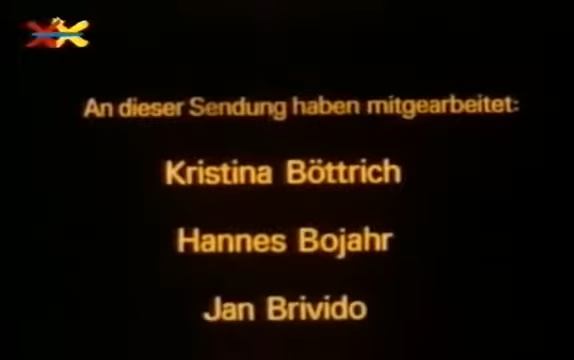 An dieser Sendung haben mitgearbeitet:
Kristina Böttrich
Hannes Bojahr
Jan Brivido